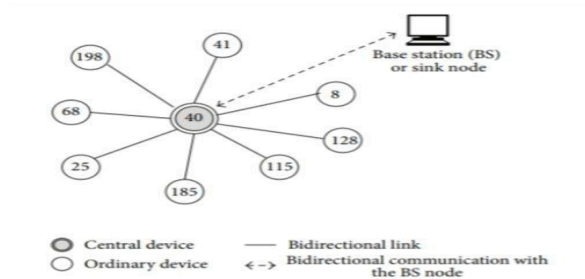 41
198
Base station (BS)
or sink node
8
68
40
128
25
115
185
Central device
Bidirectional link
Ordinary device
Bidirectional communication with
the BS node